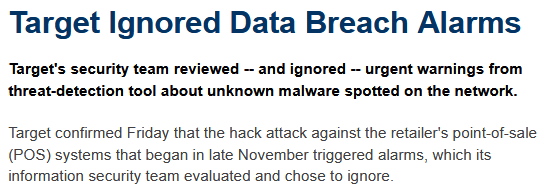 Target Ignored Data Breach Alarms
Target's security team reviewed -- and ignored -- urgent warnings from
threat-detection tool about unknown malware spotted on the network.
Target confirmed Friday that the hack attack against the retailer's point-of-sale
(POS) systems that began in late November triggered alarms, which its
information security team evaluated and chose to ignore.